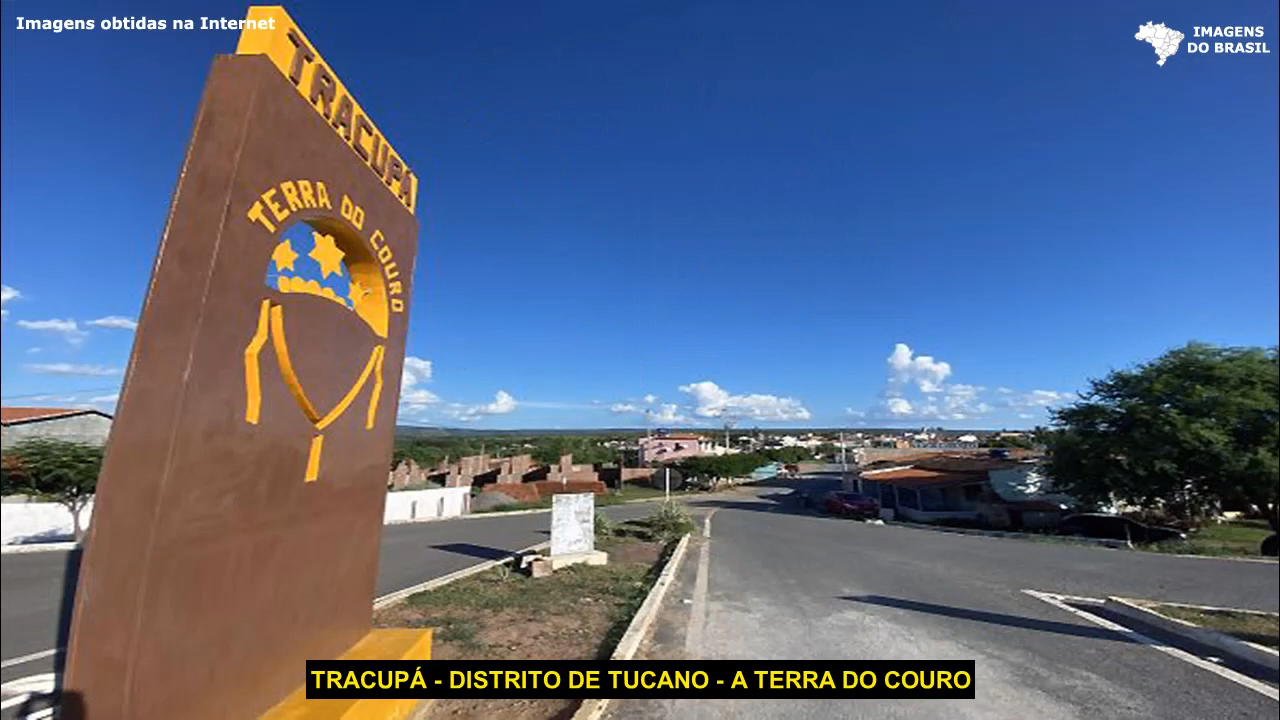 Imagens obtidas na Internet
IMAGENS
DO BRASIL
TRACUPÁ
TERRA DO COURO
TRACUPÁ - DISTRITO DE TUCANO - A TERRA DO COURO